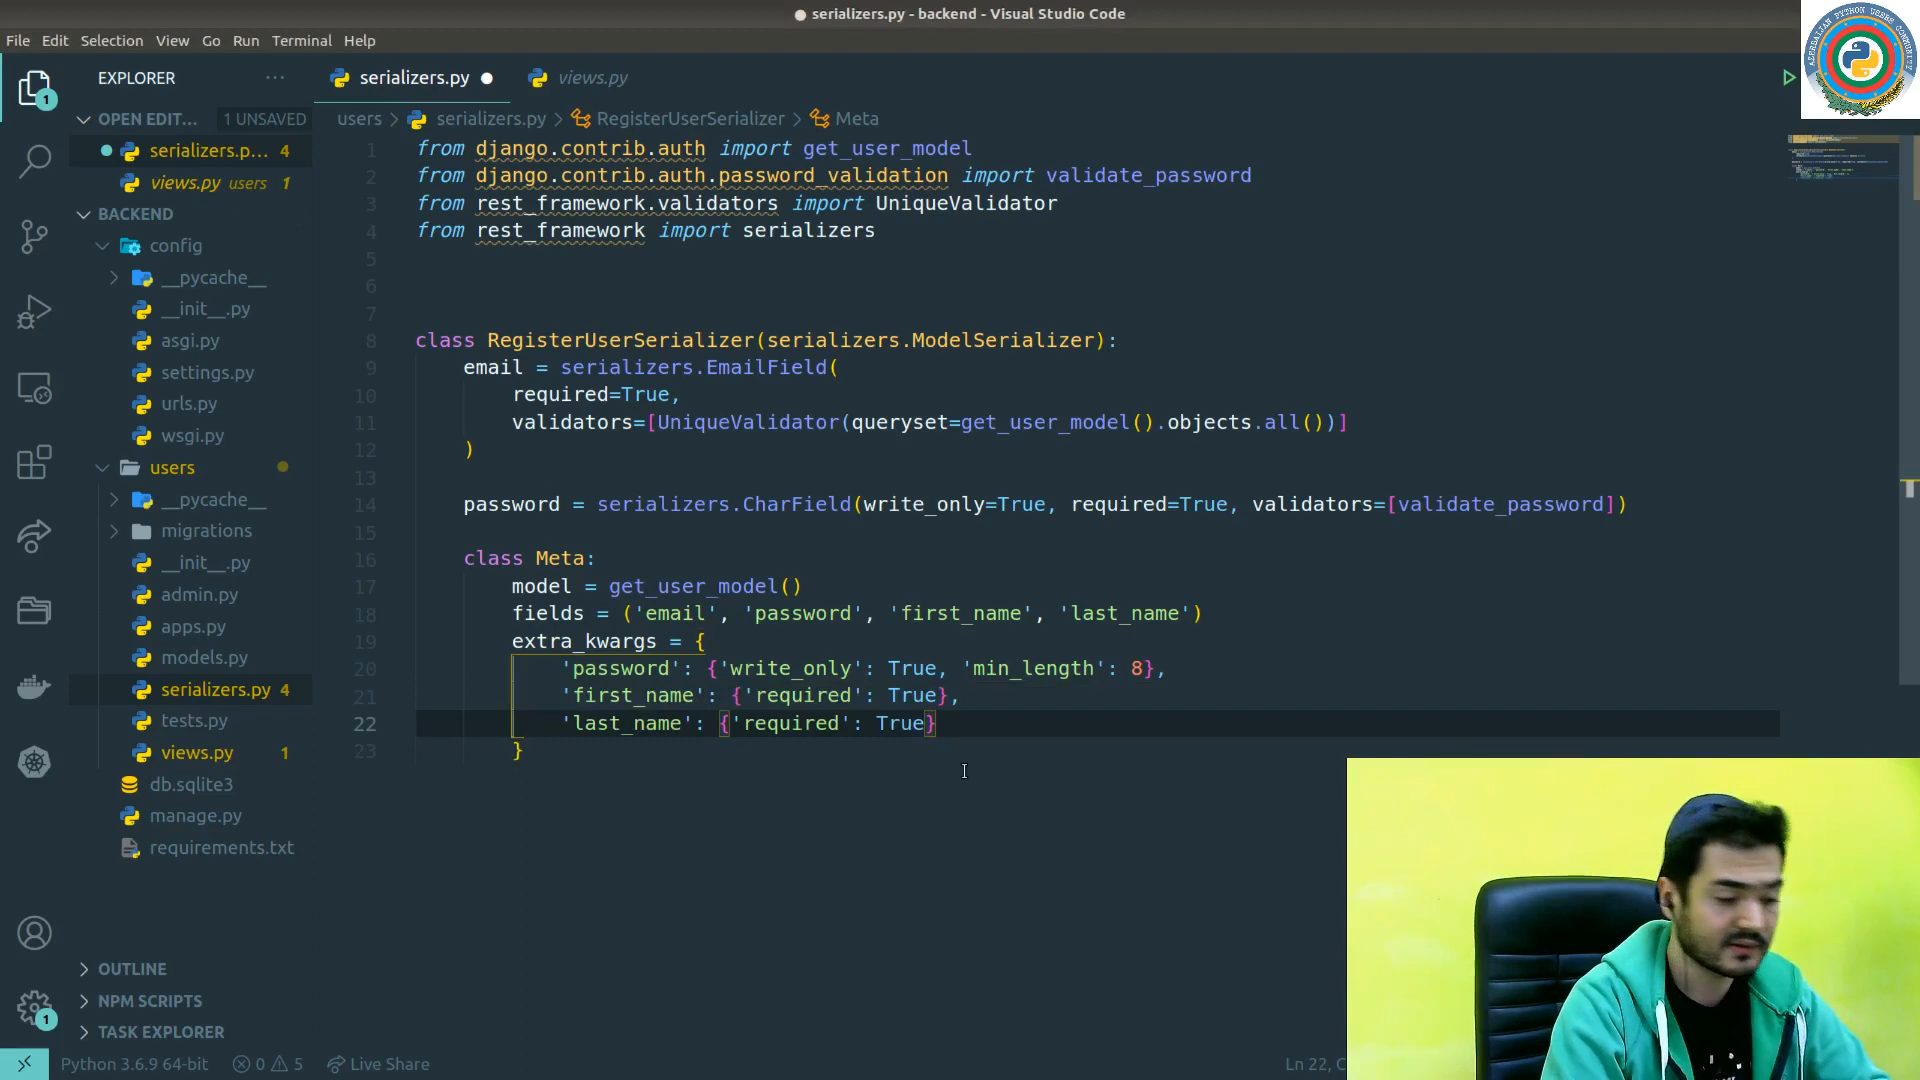 serializers.py - backend - Visual Studio Code
File Edit Selection View Go Run Terminal Help
AZERBAIJAN PYTHON USERS COMMUNITY
EXPLORER
serializers.py
views.py
OPEN EDIT... 1 UNSAVED
users > serializers.py > RegisterUserSerializer > Meta
serializers.p... 4
views.py users 1
BACKEND
config
__pycache__
__init__.py
asgi.py
settings.py
urls.py
wsgi.py
users
__pycache__
migrations
__init__.py
admin.py
apps.py
models.py
serializers.py 4
tests.py
views.py 1
db.sqlite3
manage.py
requirements.txt
OUTLINE
NPM SCRIPTS
TASK EXPLORER
1
1
1 from django.contrib.auth import get_user_model
2 from django.contrib.auth.password_validation import validate_password
3 from rest_framework.validators import UniqueValidator
4 from rest_framework import serializers
5
6
7
8 class RegisterUserSerializer(serializers.ModelSerializer):
9 email = serializers.EmailField(
10 required=True,
11 validators=[UniqueValidator(queryset=get_user_model().objects.all())]
12 )
13
14 password = serializers.CharField(write_only=True, required=True, validators=[validate_password])
15
16 class Meta:
17 model = get_user_model()
18 fields = ('email', 'password', 'first_name', 'last_name')
19 extra_kwargs = {
20 'password': {'write_only': True, 'min_length': 8},
21 'first_name': {'required': True},
22 'last_name': {'required': True}
23 }
Python 3.6.9 64-bit 0 5 Live Share Ln 22, C